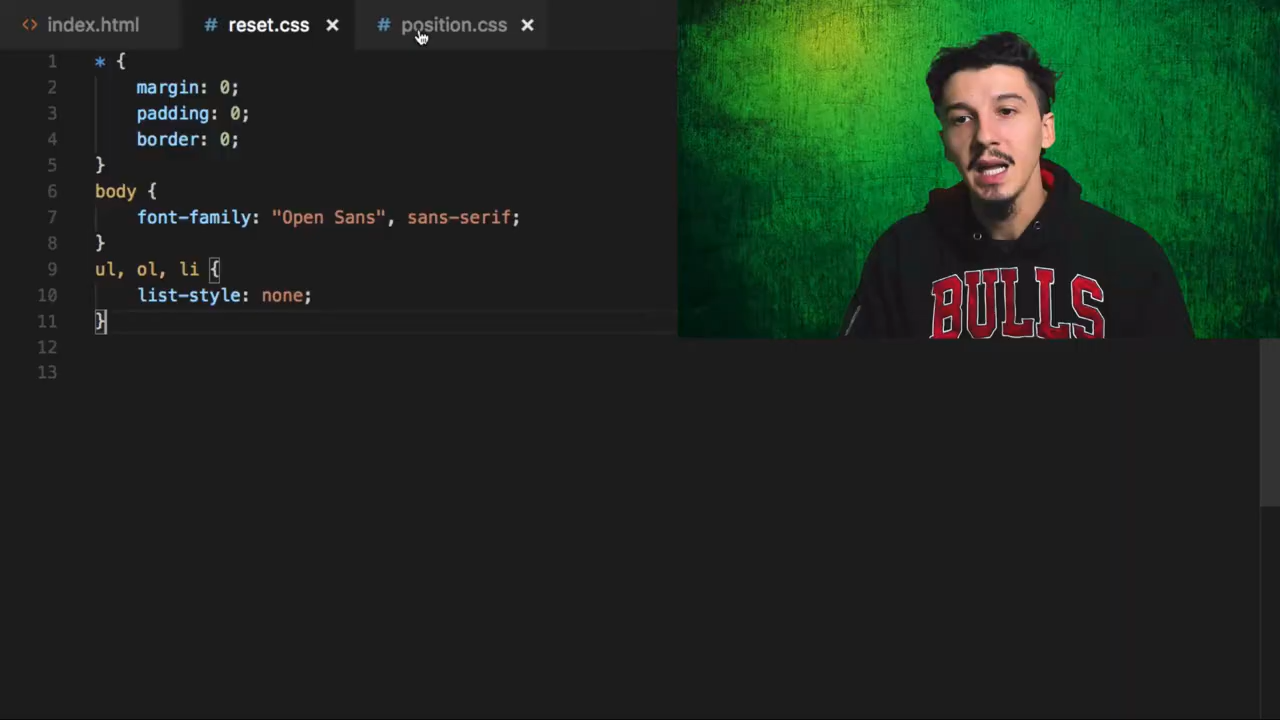 <> index.html # reset.css × # position.css ×
1 * {
2 margin: 0;
3 padding: 0;
4 border: 0;
5 }
6 body {
7 font-family: "Open Sans", sans-serif;
8 }
9 ul, ol, li {
10 list-style: none;
11 }
12
13
BULLS